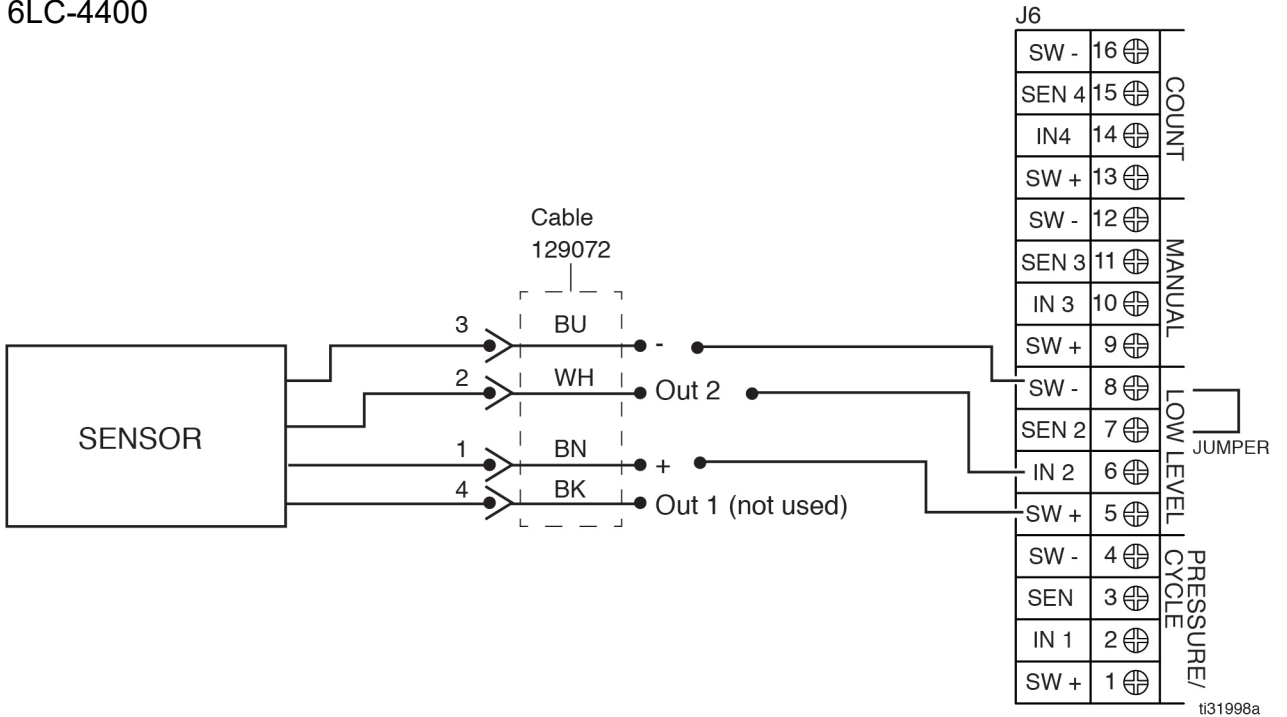 6LC-4400
J6
SW - 16
SEN 4 15
IN4 14
SW + 13
COUNT
SW - 12
SEN 3 11
IN 3 10
SW + 9
MANUAL
SW - 8
SEN 2 7
IN 2 6
SW + 5
LOW LEVEL
JUMPER
SW - 4
SEN 3
IN 1 2
SW + 1
PRESSURE/
CYCLE
Cable
129072
3 BU -
2 WH Out 2
1 BN +
4 BK Out 1 (not used)
SENSOR
ti31998a